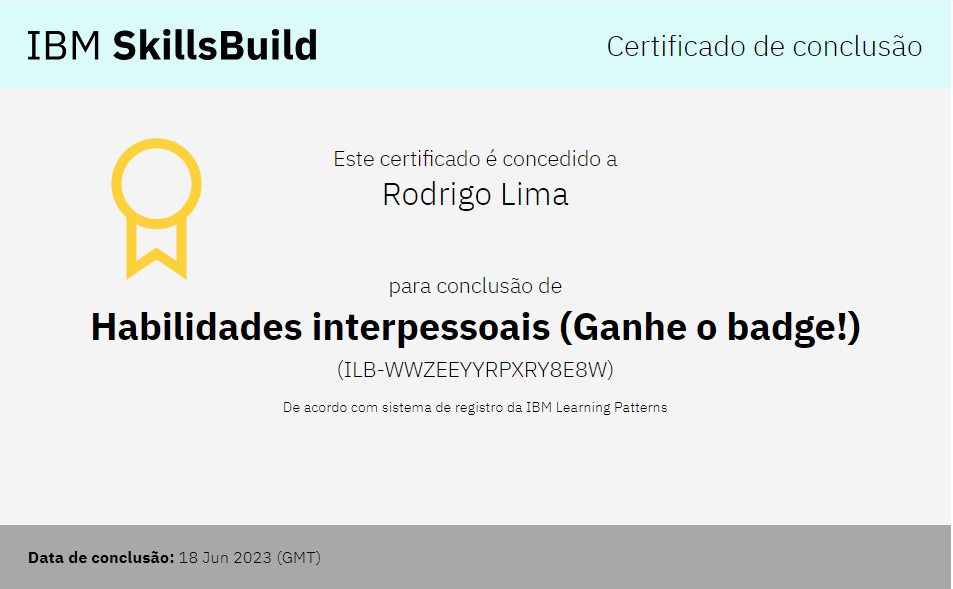 IBM SkillsBuild
Certificado de conclusão
Este certificado é concedido a
Rodrigo Lima
para conclusão de
Habilidades interpessoais (Ganhe o badge!)
(ILB-WWZEEYYRPXRY8E8W)
De acordo com sistema de registro da IBM Learning Patterns
Data de conclusão: 18 Jun 2023 (GMT)